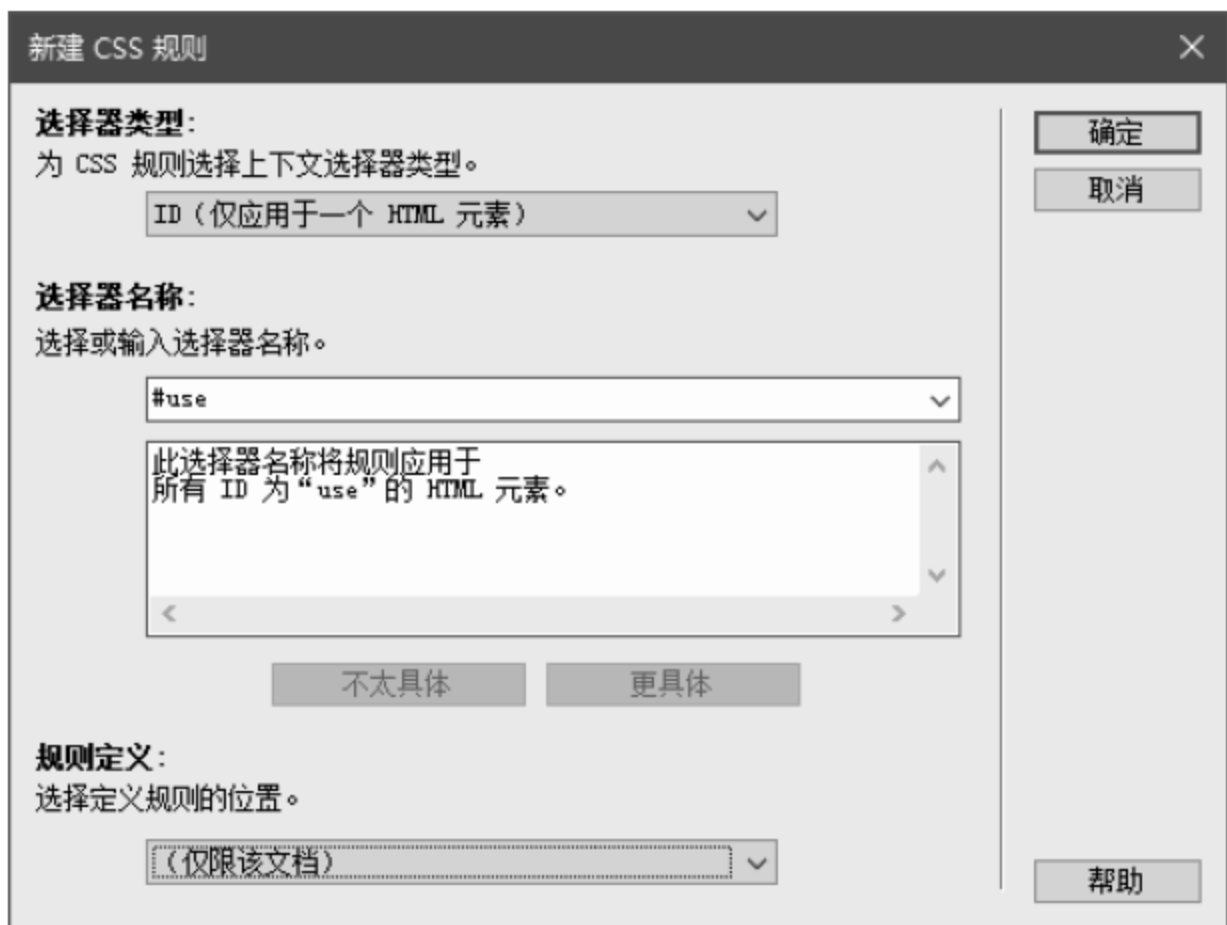 新建 CSS 规则
选择器类型:
为 CSS 规则选择上下文选择器类型。
ID（仅应用于一个 HTML 元素）
选择器名称:
选择或输入选择器名称。
#use
此选择器名称将规则应用于
所有 ID 为“use”的 HTML 元素。
不太具体
更具体
规则定义:
选择定义规则的位置。
（仅限该文档）
确定
取消
帮助